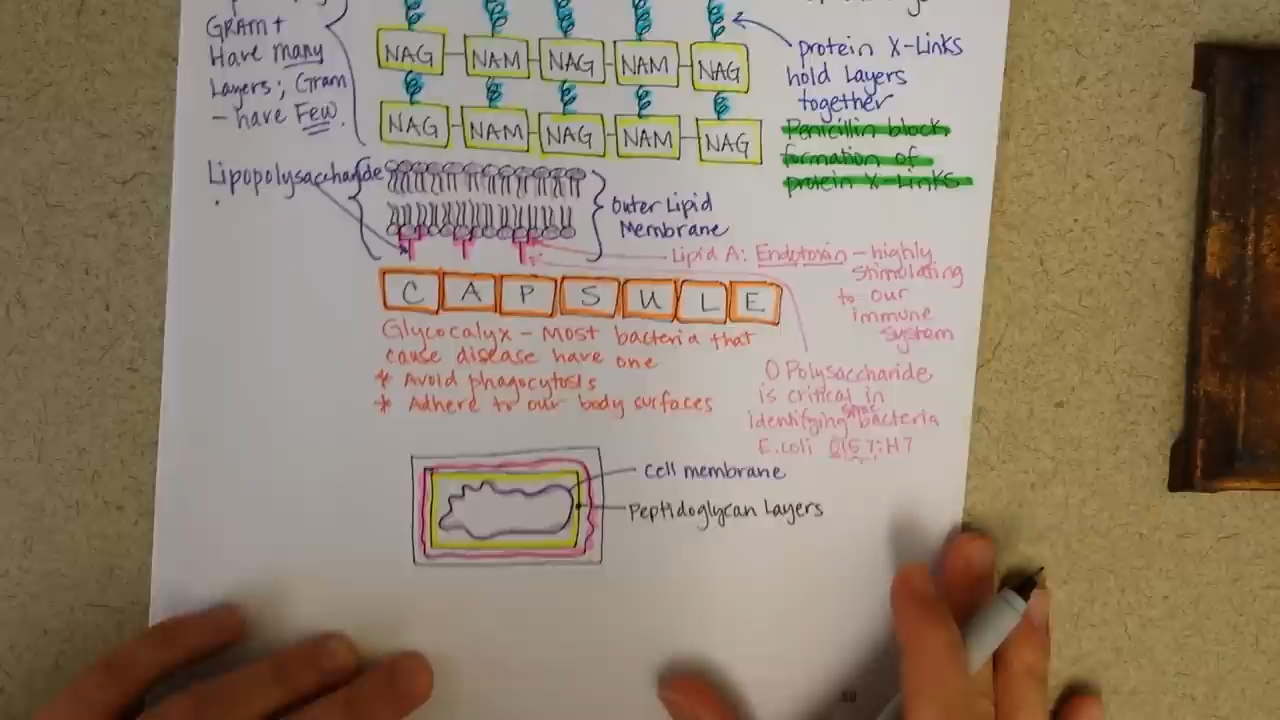 GRAM+
Have many
Layers; Gram
- have Few.
NAG NAM NAG NAM NAG
NAG NAM NAG NAM NAG
protein X-Links
hold Layers
together
Penicillin block
formation of
protein X-Links
Lipopolysaccharide
Outer Lipid
Membrane
Lipid A: Endotoxin - highly
stimulating
to our
immune
system
CAPSULE
Glycocalyx - Most bacteria that
cause disease have one
* Avoid phagocytosis
* Adhere to our body surfaces
O Polysaccharide
is critical in
identifying bacteria
E.coli O157:H7
cell membrane
Peptidoglycan Layers